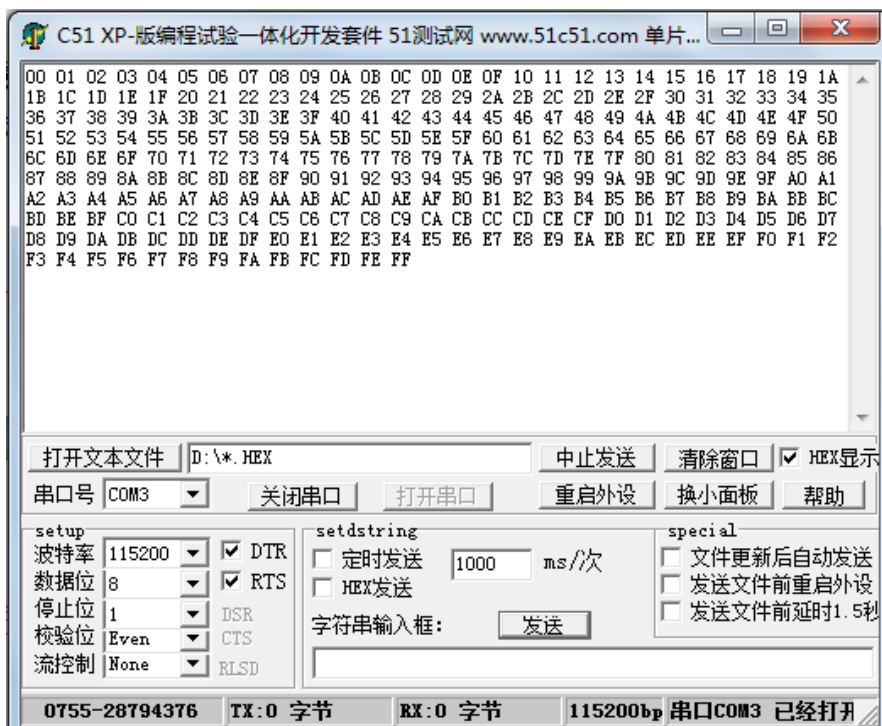 C51 XP-版编程试验一体化开发套件 51测试网 www.51c51.com 单片...
00 01 02 03 04 05 06 07 08 09 0A 0B 0C 0D 0E 0F 10 11 12 13 14 15 16 17 18 19 1A
1B 1C 1D 1E 1F 20 21 22 23 24 25 26 27 28 29 2A 2B 2C 2D 2E 2F 30 31 32 33 34 35
36 37 38 39 3A 3B 3C 3D 3E 3F 40 41 42 43 44 45 46 47 48 49 4A 4B 4C 4D 4E 4F 50
51 52 53 54 55 56 57 58 59 5A 5B 5C 5D 5E 5F 60 61 62 63 64 65 66 67 68 69 6A 6B
6C 6D 6E 6F 70 71 72 73 74 75 76 77 78 79 7A 7B 7C 7D 7E 7F 80 81 82 83 84 85 86
87 88 89 8A 8B 8C 8D 8E 8F 90 91 92 93 94 95 96 97 98 99 9A 9B 9C 9D 9E 9F A0 A1
A2 A3 A4 A5 A6 A7 A8 A9 AA AB AC AD AE AF B0 B1 B2 B3 B4 B5 B6 B7 B8 B9 BA BB BC
BD BE BF C0 C1 C2 C3 C4 C5 C6 C7 C8 C9 CA CB CC CD CE CF D0 D1 D2 D3 D4 D5 D6 D7
D8 D9 DA DB DC DD DE DF E0 E1 E2 E3 E4 E5 E6 E7 E8 E9 EA EB EC ED EE EF F0 F1 F2
F3 F4 F5 F6 F7 F8 F9 FA FB FC FD FE FF
打开文本文件 D:\*.HEX 中止发送 清除窗口 HEX显示
串口号 COM3 关闭串口 打开串口 重启外设 换小面板 帮助
setup setdstring special
波特率 115200 DTR 定时发送 1000 ms/次 文件更新后自动发送
数据位 8 RTS HEX发送 发送文件前重启外设
停止位 1 DSR 字符串输入框: 发送 发送文件前延时1.5秒
校验位 Even CTS
流控制 None RLSD
0755-28794376 TX:0 字节 RX:0 字节 115200bp 串口COM3 已经打开